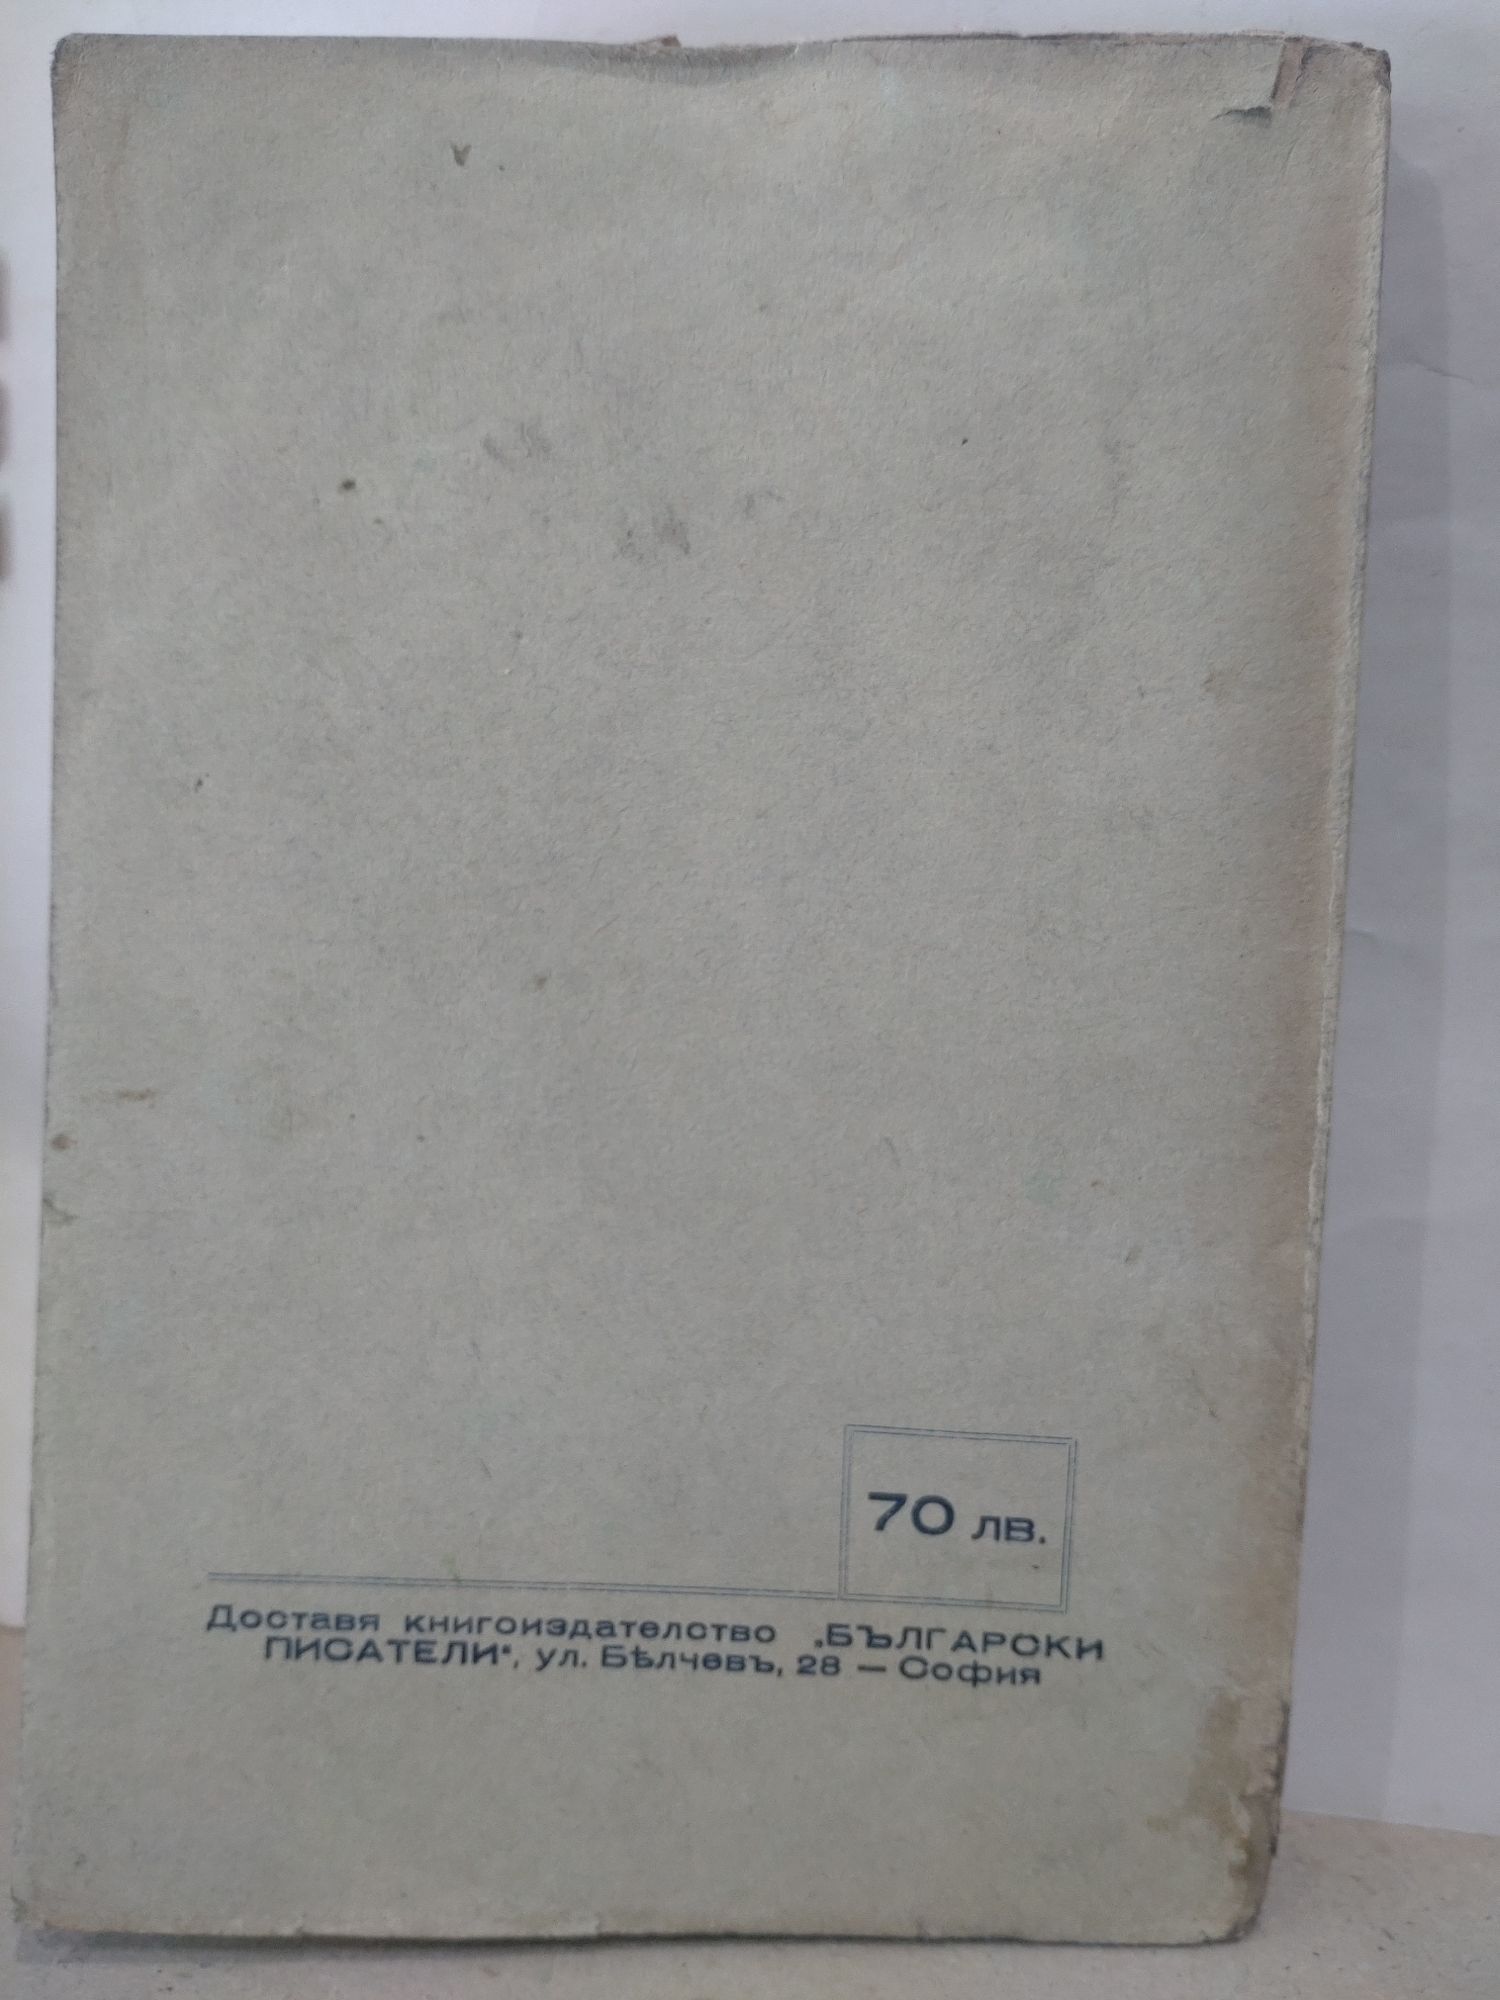 70 лв.
Доставя книгоиздателство „БЪЛГАРСКИ
ПИСАТЕЛИ“, ул. Бѣлчевъ, 28 — София